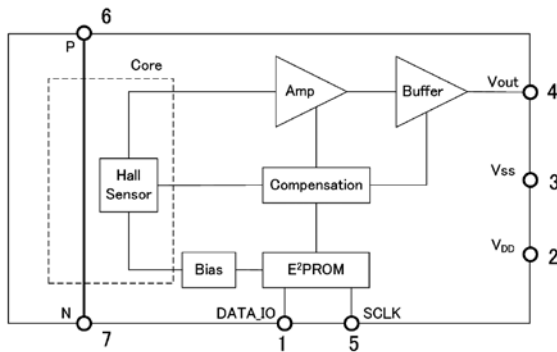 6
P
Core
Amp
Buffer
Vout
4
Hall
Sensor
Compensation
VSS
3
VDD
2
Bias
E²PROM
N
DATA_IO
SCLK
7
1
5